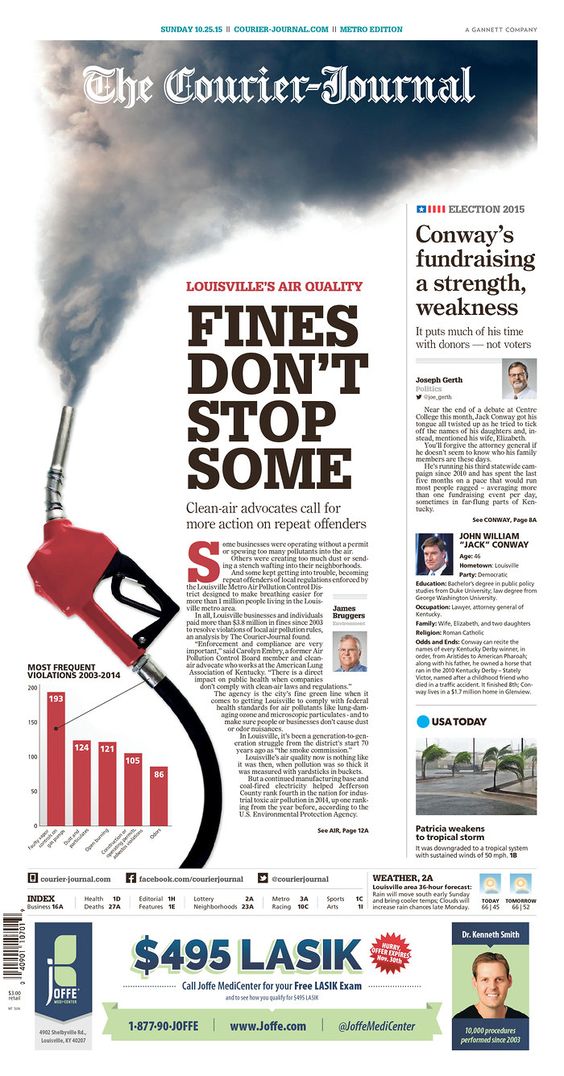 SUNDAY 10.25.15 || COURIER-JOURNAL.COM || METRO EDITION
A GANNETT COMPANY
The Courier-Journal
LOUISVILLE'S AIR QUALITY
FINES
DON'T
STOP
SOME
Clean-air advocates call for
more action on repeat offenders
Some businesses were operating without a permit
or spewing too many pollutants into the air.
Others were creating too much dust or send-
ing a stench wafting into their neighborhoods.
And some kept getting into trouble, becoming
repeat offenders of local regulations enforced by
the Louisville Metro Air Pollution Control Dis-
trict designed to make breathing easier for
more than 1 million people living in the Louis-
ville metro area.
In all, Louisville businesses and individuals
paid more than $3.8 million in fines since 2003
to resolve violations of local air pollution rules,
an analysis by The Courier-Journal found.
"Enforcement and compliance are very
important," said Carolyn Embry, a former Air
Pollution Control Board member and clean-
air advocate who works at the American Lung
Association of Kentucky. "There is a direct
impact on public health when companies
don't comply with clean-air laws and regulations."
The agency is the city's fine green line when it
comes to getting Louisville to comply with federal
health standards for air pollutants like lung-dam-
aging ozone and microscopic particulates - and to
make sure people or businesses don't cause dust
or odor nuisances.
In Louisville, it's been a generation-to-gen-
eration struggle from the district's start 70
years ago as "the smoke commission."
Louisville's air quality now is nothing like
it was then, when pollution was so thick it
was measured with yardsticks in buckets.
But a continued manufacturing base and
coal-fired electricity helped Jefferson
County rank fourth in the nation for indus-
trial toxic air pollution in 2014, up one rank-
ing from the year before, according to the
U.S. Environmental Protection Agency.
See AIR, Page 12A
James
Bruggers
Environment
MOST FREQUENT
VIOLATIONS 2003-2014
200
150
100
50
0
193
124
121
105
86
Faulty vapor
controls on
gas pumps
Dust and
particulates
Open burning
Construction or
operating permits,
asbestos violations
Odors
ELECTION 2015
Conway's
fundraising
a strength,
weakness
It puts much of his time
with donors — not voters
Joseph Gerth
Politics
@joe_gerth
Near the end of a debate at Centre
College this month, Jack Conway got his
tongue all twisted up as he tried to tick
off the names of his daughters and, in-
stead, mentioned his wife, Elizabeth.
You'll forgive the attorney general if
he doesn't seem to know who his family
members are these days.
He's running his third statewide cam-
paign since 2010 and has spent the last
five months on a pace that would run
most people ragged – averaging more
than one fundraising event per day,
sometimes in far-flung parts of Ken-
tucky.
See CONWAY, Page 8A
JOHN WILLIAM
"JACK" CONWAY
Age: 46
Hometown: Louisville
Party: Democratic
Education: Bachelor's degree in public policy
studies from Duke University, law degree from
George Washington University.
Occupation: Lawyer, attorney general of
Kentucky.
Family: Wife, Elizabeth, and two daughters
Religion: Roman Catholic
Odds and Ends: Conway can recite the
names of every Kentucky Derby winner, in
order, from Aristides to American Pharoah;
along with his father, he owned a horse that
ran in the 2010 Kentucky Derby – Stately
Victor, named after a childhood friend who
died in a traffic accident. It finished 8th; Con-
way lives in a $1.7 million home in Glenview.
USA TODAY
Patricia weakens
to tropical storm
It was downgraded to a tropical system
with sustained winds of 50 mph. 1B
courier-journal.com
facebook.com/courierjournal
@courierjournal
INDEX
Business 16A
Health 1D
Deaths 27A
Editorial 1H
Features 1E
Lottery 2A
Neighborhoods 23A
Metro 3A
Racing 10C
Sports 1C
Arts 1I
WEATHER, 2A
Louisville area 36-hour forecast:
Rain will move south early Sunday
and bring cooler temps; Clouds will
increase rain chances late Monday.
TODAY
66 | 45
TOMORROW
66 | 52
0 40901 10701 9
$3.00
retail
JOFFE
MEDICENTER
4902 Shelbyville Rd.,
Louisville, KY 40207
$495 LASIK
HURRY,
OFFER EXPIRES
Nov. 30th
Call Joffe MediCenter for your Free LASIK Exam
and to see how you qualify for $495 LASIK
1-877-90-JOFFE | www.Joffe.com | @JoffeMediCenter
Dr. Kenneth Smith
10,000 procedures
performed since 2003